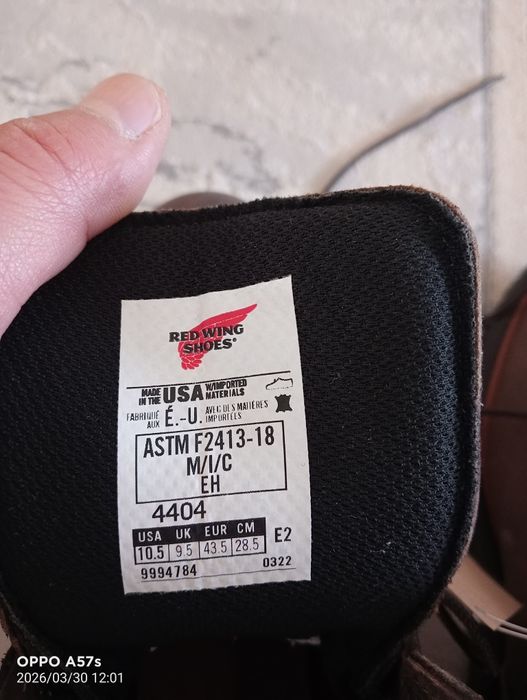 RED WING
SHOES®
MADE IN THE USA W/IMPORTED MATERIALS
FABRIQUÉ AUX É.-U. AVEC DES MATIÈRES IMPORTÉES
ASTM F2413-18
M/I/C
EH
4404
USA UK EUR CM
10.5 9.5 43.5 28.5 E2
9994784 0322
OPPO A57s
2026/03/30 12:01